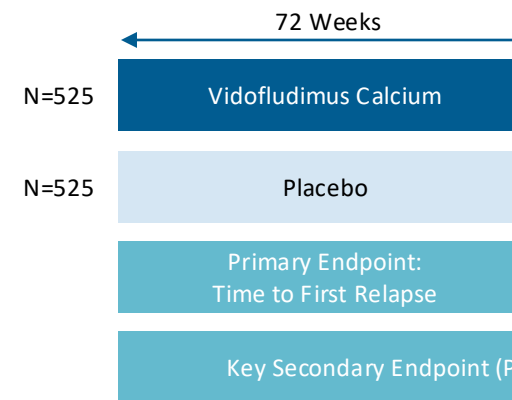 72 Weeks
N=525 Vidofludimus Calcium
N=525 Placebo
Primary Endpoint:
Time to First Relapse
Key Secondary Endpoint (P